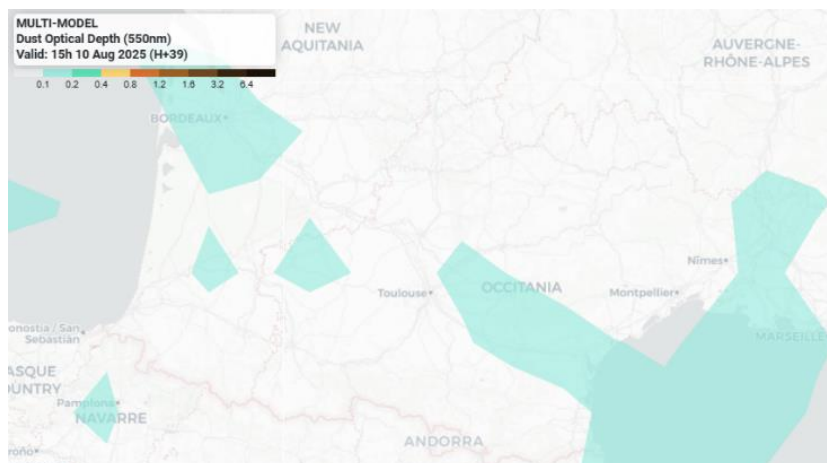 MULTI-MODEL
Dust Optical Depth (550nm)
Valid: 15h 10 Aug 2025 (H+39)
0.1 0.2 0.4 0.8 1.2 1.6 3.2 6.4
NEW
AQUITANIA
AUVERGNE-
RHÔNE-ALPES
BORDEAUX
Nîmes
Toulouse
OCCITANIA
Montpellier
MARSEILLE
onostia / San
Sebastián
ASQUE
OUNTRY
Pamplona
NAVARRE
ANDORRA
roño